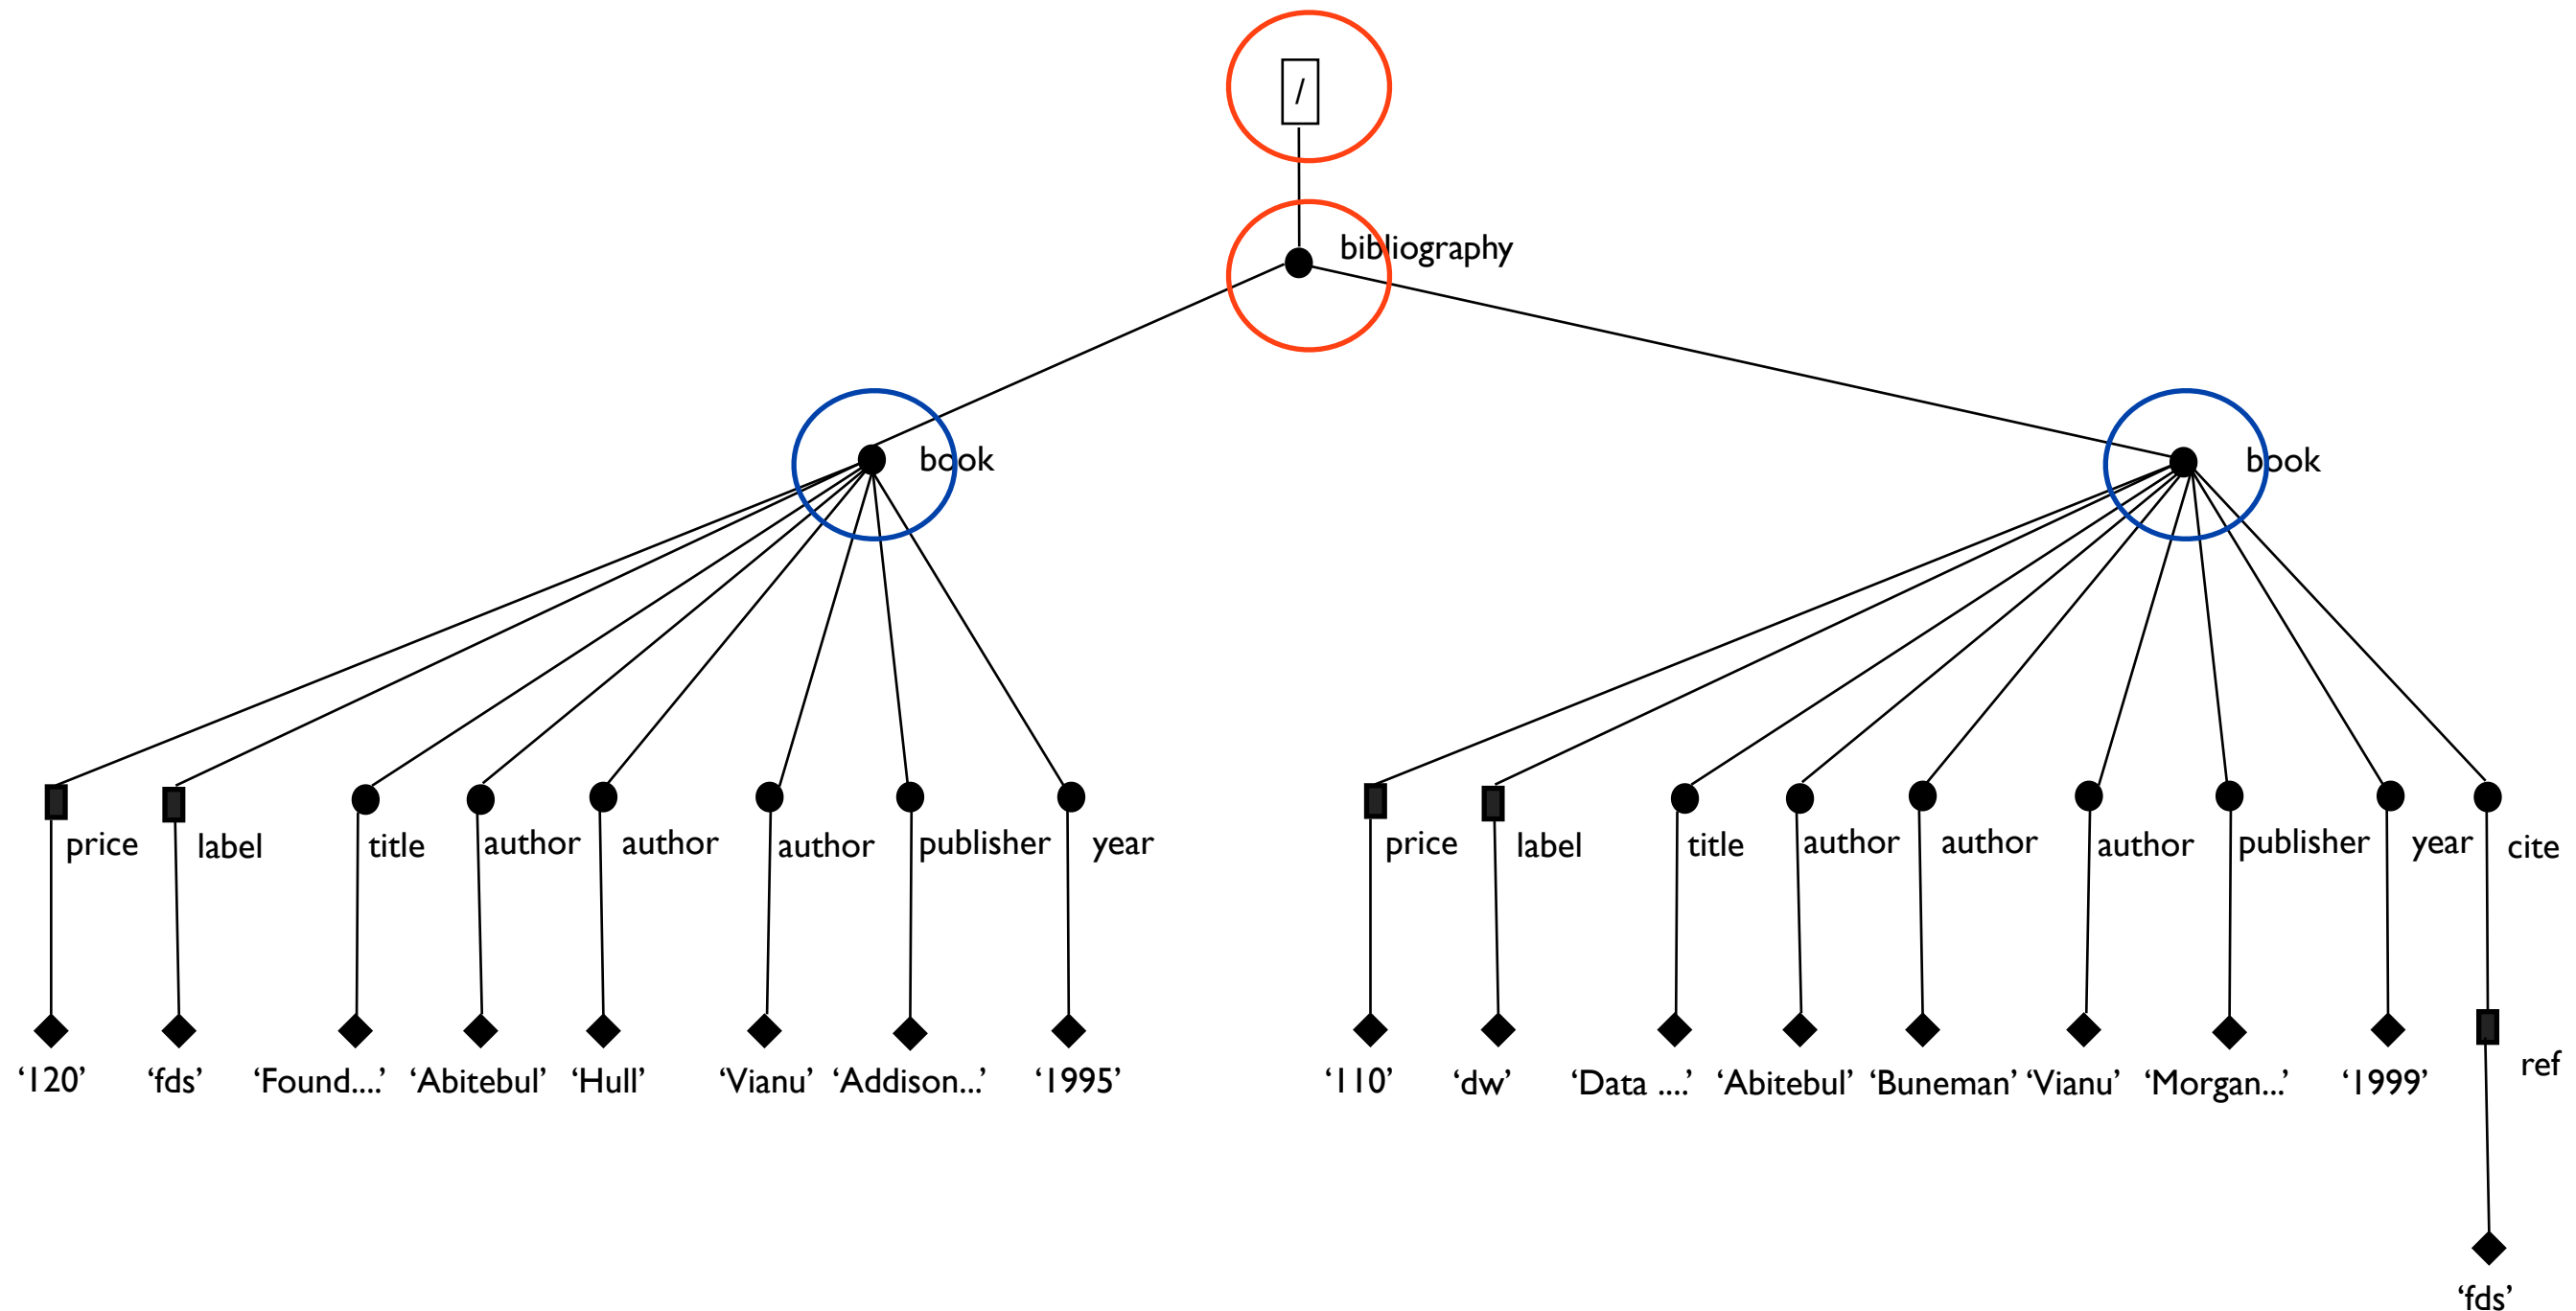 /
bibliography
book book
price label title author author author publisher year price label title author author author publisher year cite
‘120’ ‘fds’ ‘Found....’ ‘Abitebul’ ‘Hull’ ‘Vianu’ ‘Addison...’ ‘1995’ ‘110’ ‘dw’ ‘Data ....’ ‘Abitebul’ ‘Buneman’ ‘Vianu’ ‘Morgan...’ ‘1999’ ref
‘fds’